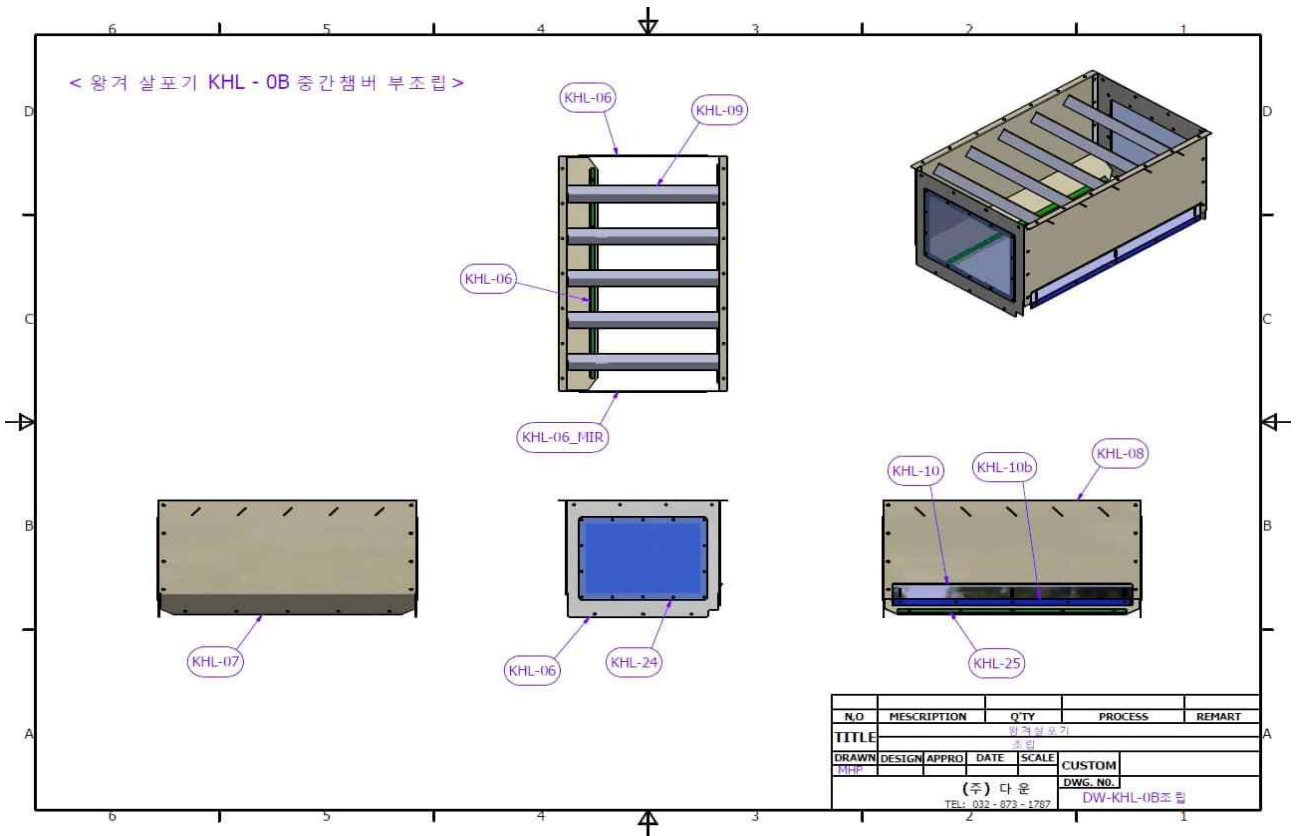 6 5 4 3 2 1
< 왕겨 살포기 KHL - 0B 중간챔버 부조립>
D D
KHL-06
KHL-09
KHL-06
C C
KHL-06_MIR
KHL-10
KHL-10b
KHL-08
B B
KHL-07
KHL-06
KHL-24
KHL-25
N,O MESCRIPTION Q'TY PROCESS REMART
A A
TITLE 왕겨살포기
조립
DRAWN DESIGN APPRO DATE SCALE CUSTOM
MHP
DWG. N0.
(주) 다 운
DW-KHL-0B조립
TEL: 032 - 873 - 1787
6 5 4 3 2 1